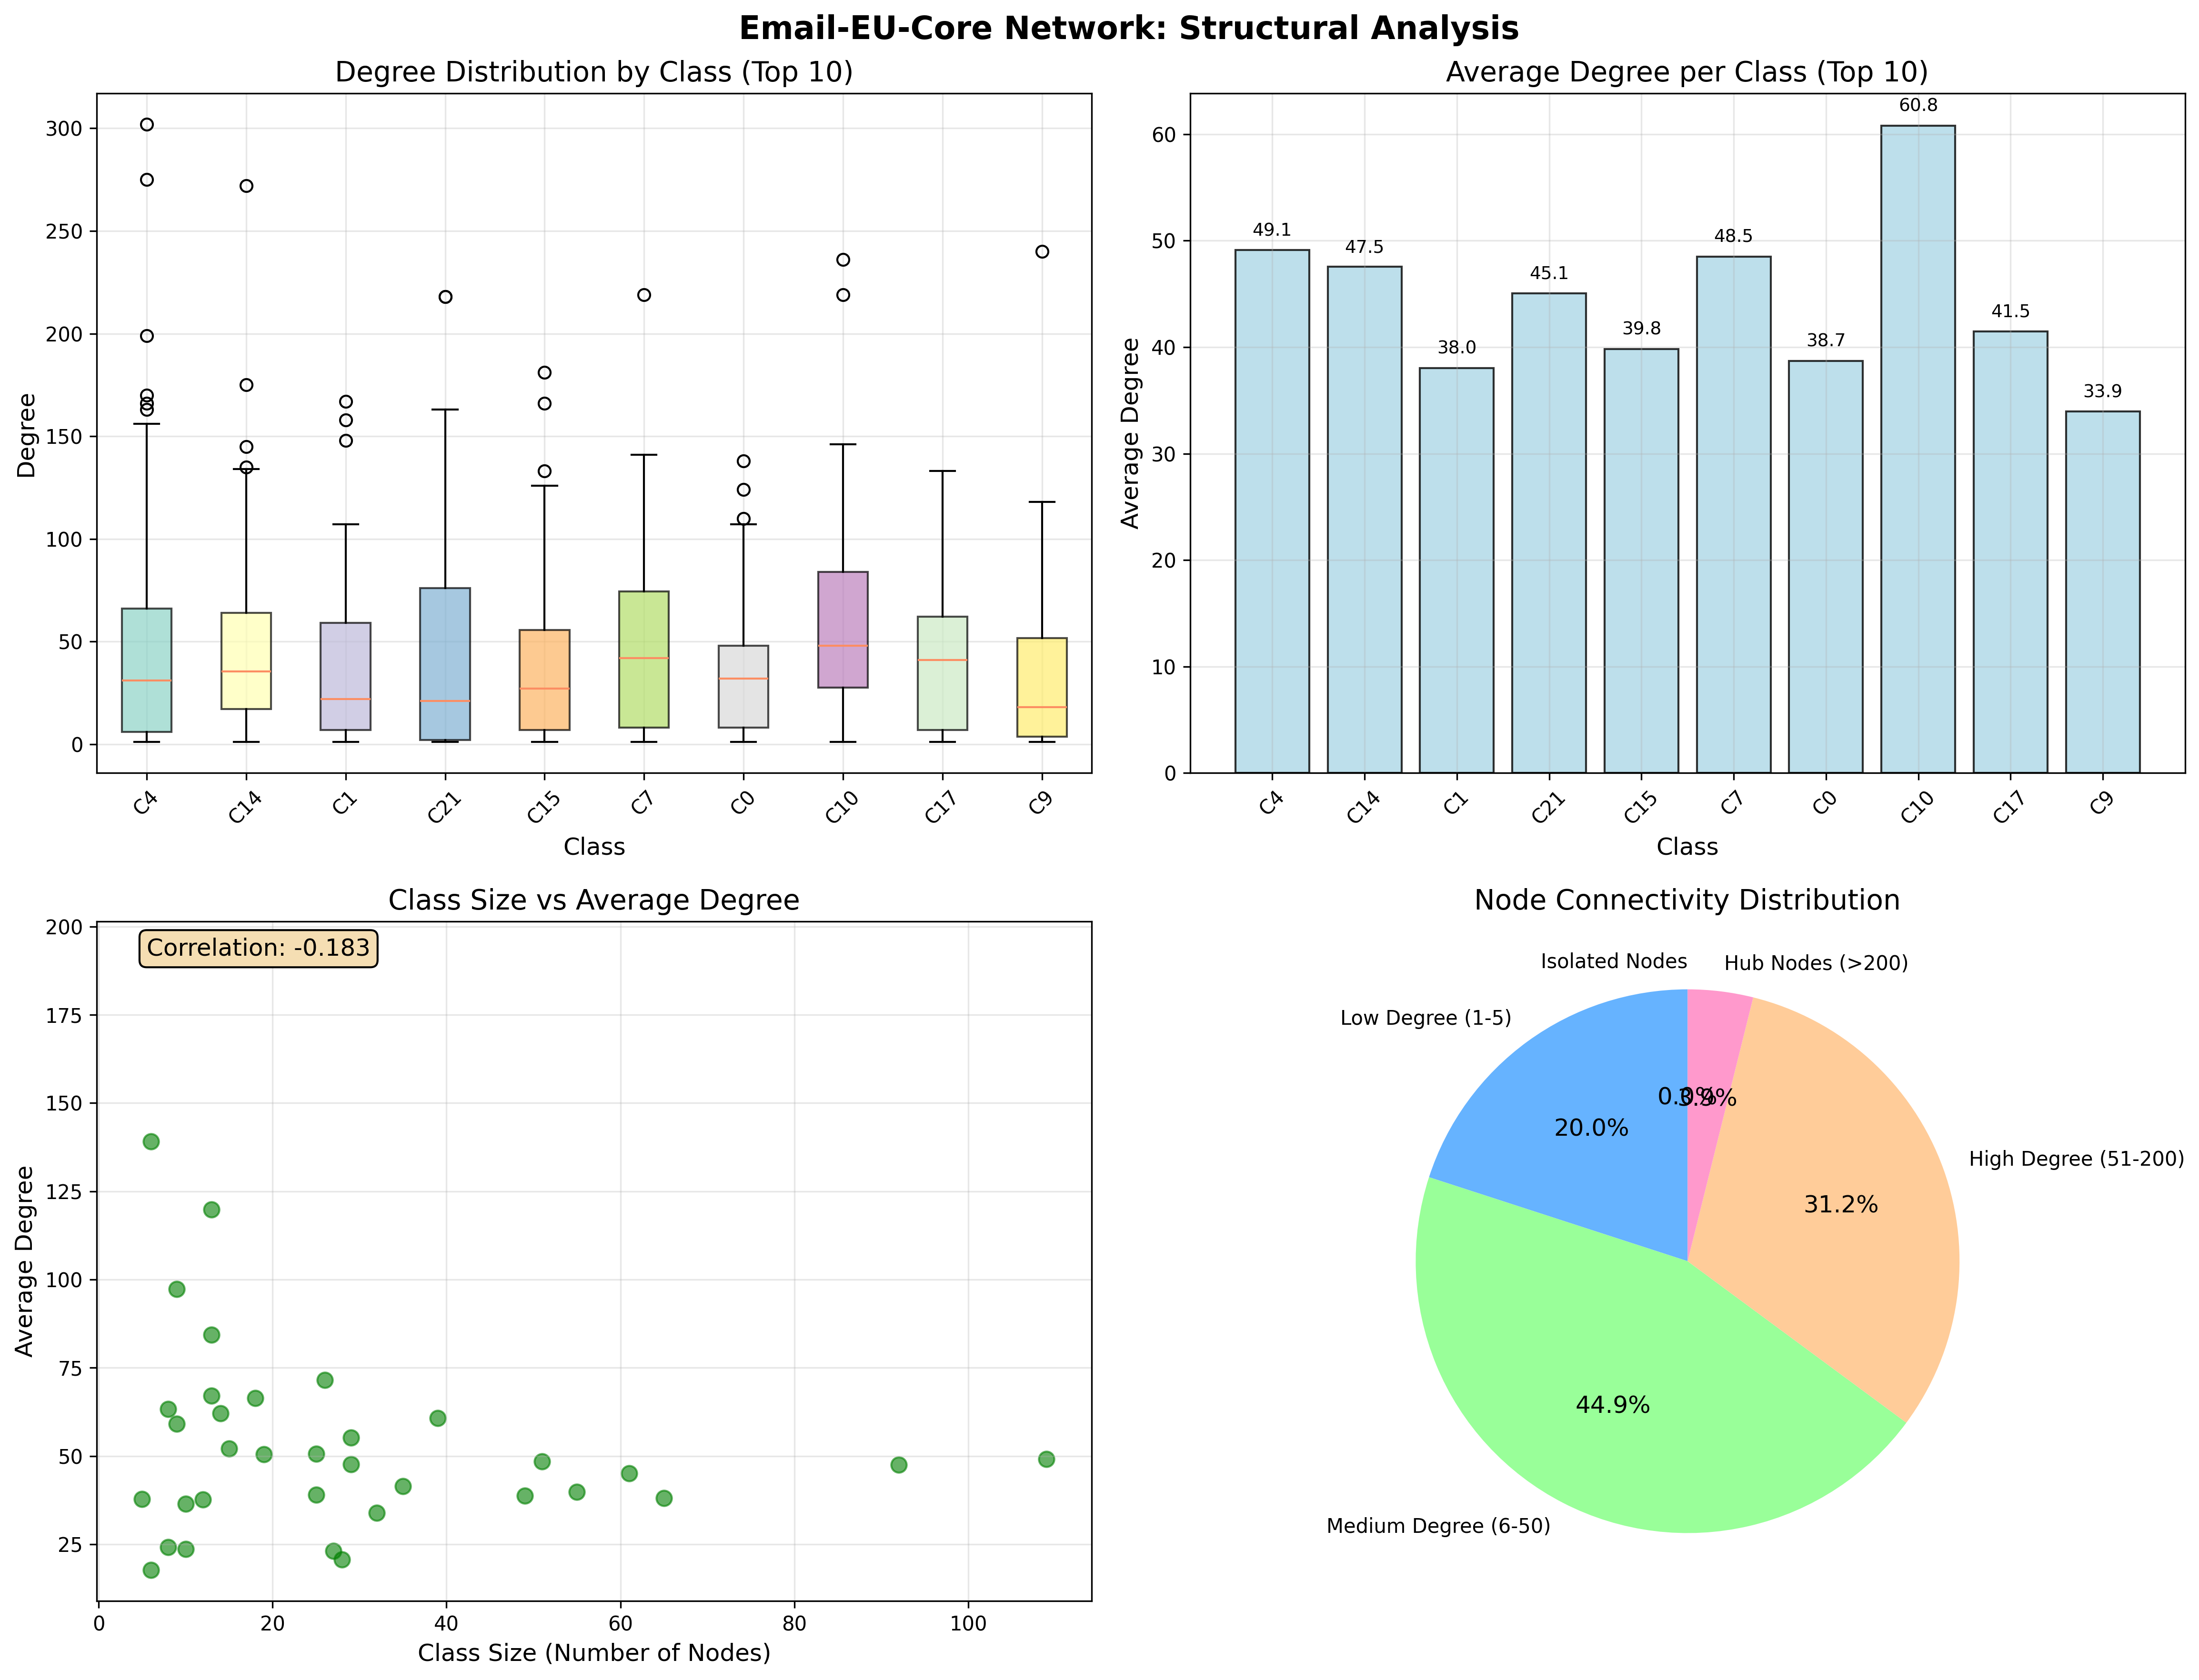 Email-EU-Core Network: Structural Analysis
Degree Distribution by Class (Top 10)
Degree
300
250
200
150
100
50
0
C4 C14 C1 C21 C15 C7 C0 C10 C17 C9
Class
Average Degree per Class (Top 10)
Average Degree
60
50
40
30
20
10
0
49.1 47.5 38.0 45.1 39.8 48.5 38.7 60.8 41.5 33.9
C4 C14 C1 C21 C15 C7 C0 C10 C17 C9
Class
Class Size vs Average Degree
Correlation: -0.183
Average Degree
200
175
150
125
100
75
50
25
0 20 40 60 80 100
Class Size (Number of Nodes)
Node Connectivity Distribution
Isolated Nodes
Hub Nodes (>200)
Low Degree (1-5)
High Degree (51-200)
Medium Degree (6-50)
0.0%
3.9%
20.0%
31.2%
44.9%